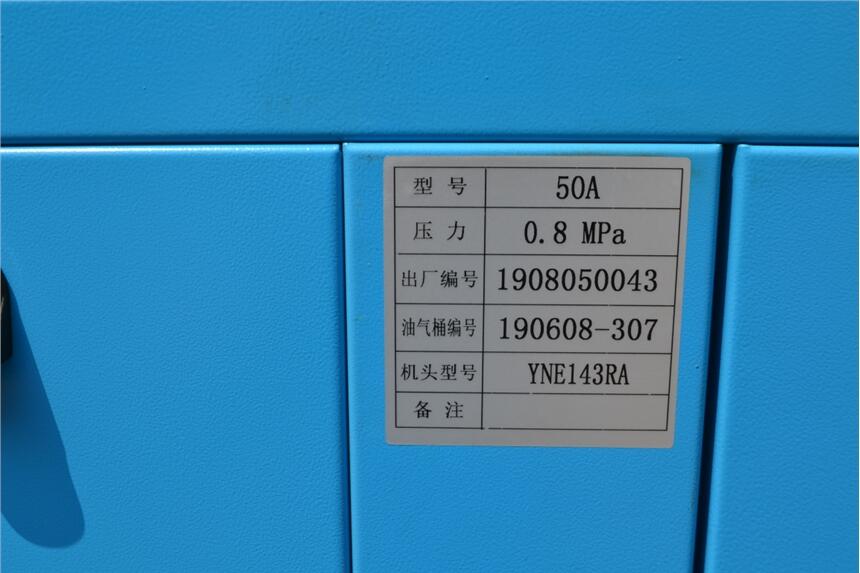 型号 50A
压力 0.8 MPa
出厂编号 1908050043
油气桶编号 190608-307
机头型号 YNE143RA
备注